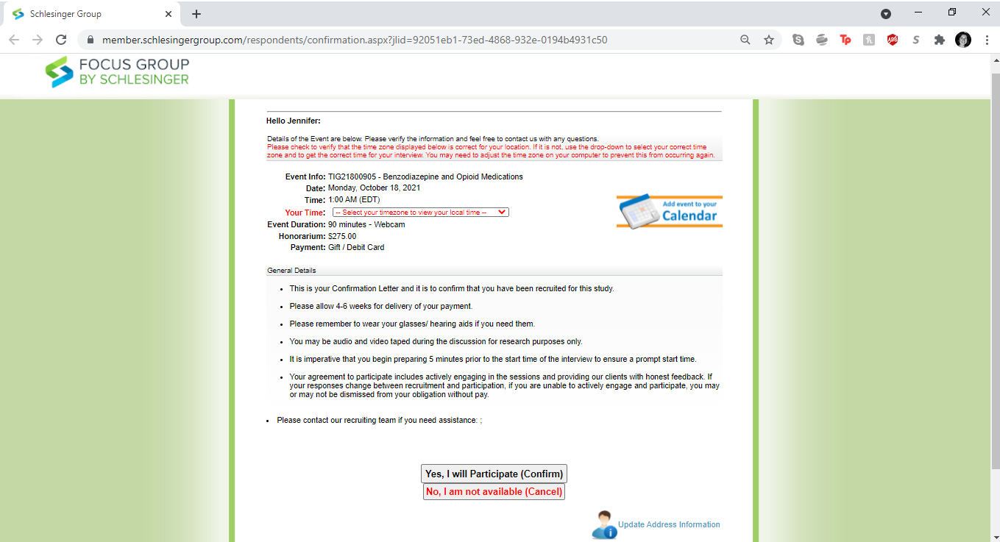 Schlesinger Group
member.schlesingergroup.com/respondents/confirmation.aspx?jlid=92051eb1-73ed-4868-932e-0194b4931c50
FOCUS GROUP
BY SCHLESINGER
Hello Jennifer:
Details of the Event are below. Please verify the information and feel free to contact us with any questions.
Please check to verify that the time zone displayed below is correct for your location. If it is not, use the drop-down to select your correct time
zone and to get the correct time for your interview. You may need to adjust the time zone on your computer to prevent this from occurring again.
Event Info: TIG21800905 - Benzodiazepine and Opioid Medications
Date: Monday, October 18, 2021
Time: 1:00 AM (EDT)
Your Time: -- Select your timezone to view your local time --
Event Duration: 90 minutes - Webcam
Honorarium: $275.00
Payment: Gift / Debit Card
Add event to your
Calendar
General Details
• This is your Confirmation Letter and it is to confirm that you have been recruited for this study.
• Please allow 4-6 weeks for delivery of your payment.
• Please remember to wear your glasses/ hearing aids if you need them.
• You may be audio and video taped during the discussion for research purposes only.
• It is imperative that you begin preparing 5 minutes prior to the start time of the interview to ensure a prompt start time.
• Your agreement to participate includes actively engaging in the sessions and providing our clients with honest feedback. If
your responses change between recruitment and participation, if you are unable to actively engage and participate, you may
or may not be dismissed from your obligation without pay.
• Please contact our recruiting team if you need assistance: ;
Yes, I will Participate (Confirm)
No, I am not available (Cancel)
Update Address Information